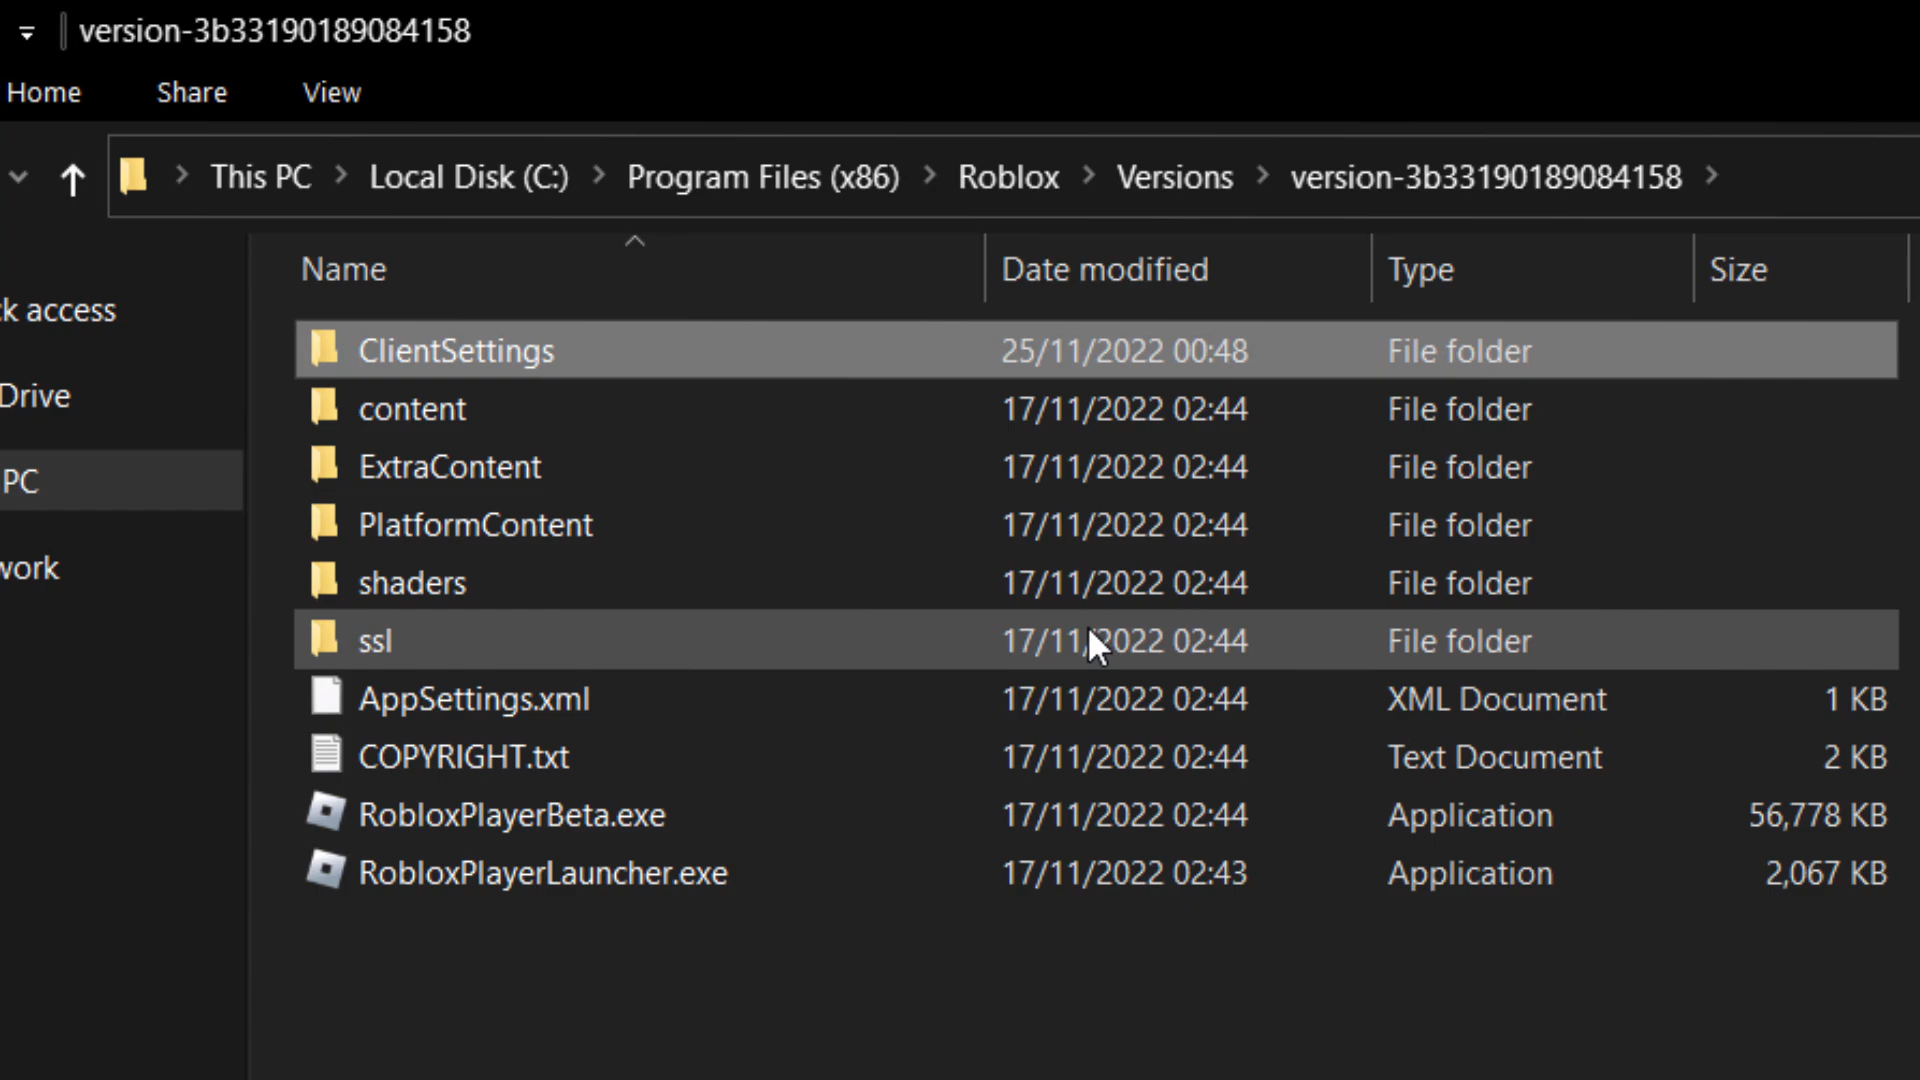 version-3b33190189084158
Home Share View
This PC Local Disk (C:) Program Files (x86) Roblox Versions version-3b33190189084158
Name Date modified Type Size
ck access
Drive
PC
work
ClientSettings 25/11/2022 00:48 File folder
content 17/11/2022 02:44 File folder
ExtraContent 17/11/2022 02:44 File folder
PlatformContent 17/11/2022 02:44 File folder
shaders 17/11/2022 02:44 File folder
ssl 17/11/2022 02:44 File folder
AppSettings.xml 17/11/2022 02:44 XML Document 1 KB
COPYRIGHT.txt 17/11/2022 02:44 Text Document 2 KB
RobloxPlayerBeta.exe 17/11/2022 02:44 Application 56,778 KB
RobloxPlayerLauncher.exe 17/11/2022 02:43 Application 2,067 KB